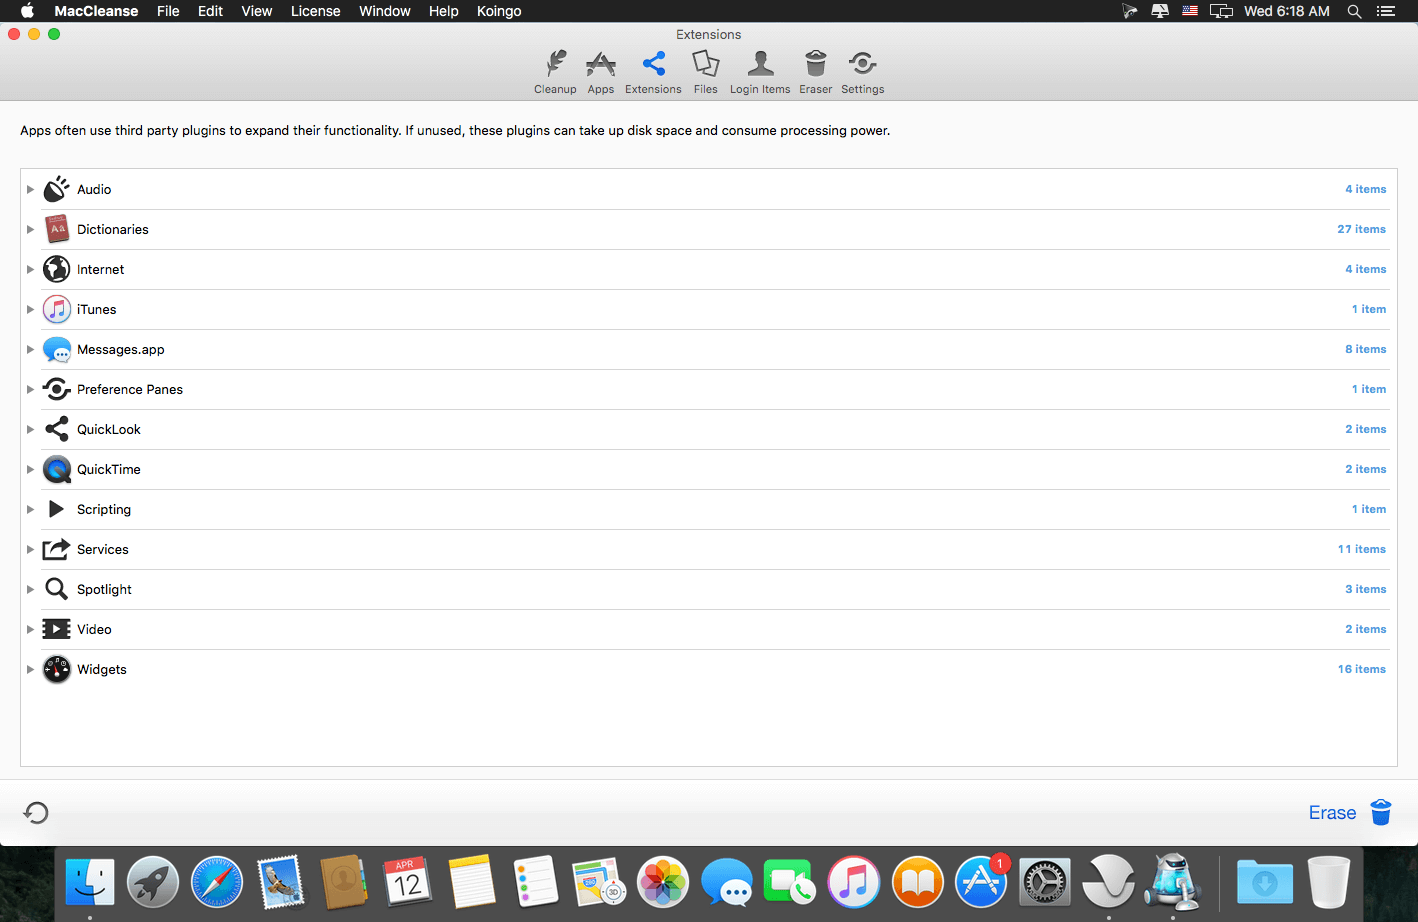 MacCleanse File Edit View License Window Help Koingo Wed 6:18 AM
Extensions
Cleanup Apps Extensions Files Login Items Eraser Settings
Apps often use third party plugins to expand their functionality. If unused, these plugins can take up disk space and consume processing power.
Audio 4 items
Dictionaries 27 items
Internet 4 items
iTunes 1 item
Messages.app 8 items
Preference Panes 1 item
QuickLook 2 items
QuickTime 2 items
Scripting 1 item
Services 11 items
Spotlight 3 items
Video 2 items
Widgets 16 items
Erase
APR
12
3D
1